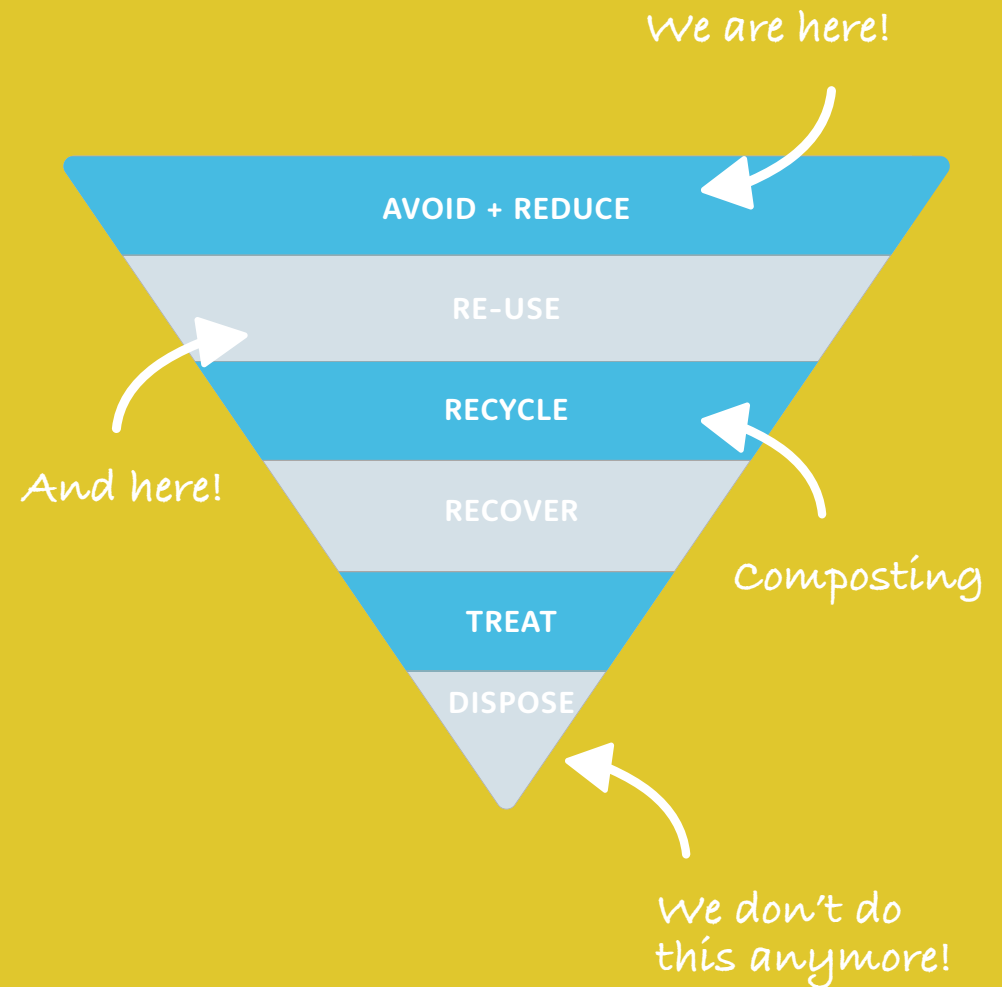 We are here!
AVOID + REDUCE
RE-USE
RECYCLE
And here!
RECOVER
Composting
TREAT
DISPOSE
We don't do
this anymore!